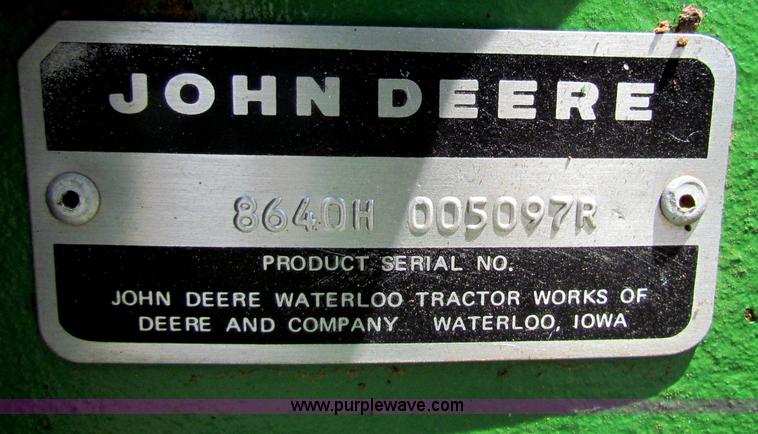 JOHN DEERE
8640H 005097R
PRODUCT SERIAL NO.
JOHN DEERE WATERLOO TRACTOR WORKS OF
DEERE AND COMPANY WATERLOO, IOWA
www.purplewave.com